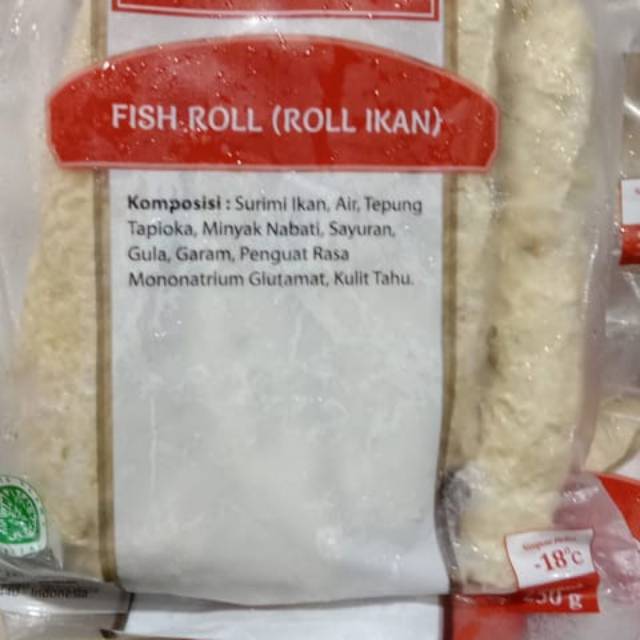 FISH ROLL (ROLL IKAN)
Komposisi : Surimi Ikan, Air, Tepung
Tapioka, Minyak Nabati, Sayuran,
Gula, Garam, Penguat Rasa
Mononatrium Glutamat, Kulit Tahu.
-18°C
Indonesia